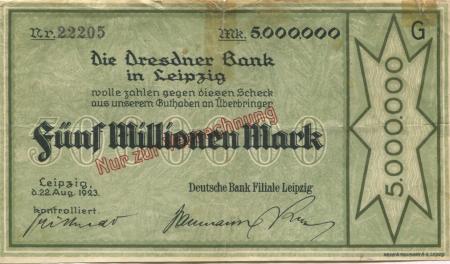 Nr. 22205 Mk. 5.000.000 G
Die Dresdner Bank
in Leipzig
wolle zahlen gegen diesen Scheck
aus unserem Guthaben an Überbringer
Fünf Millionen Mark
Nur zur Verrechnung
5.000.000
Leipzig,
d. 22. Aug. 1923.
Deutsche Bank Filiale Leipzig
kontrolliert: